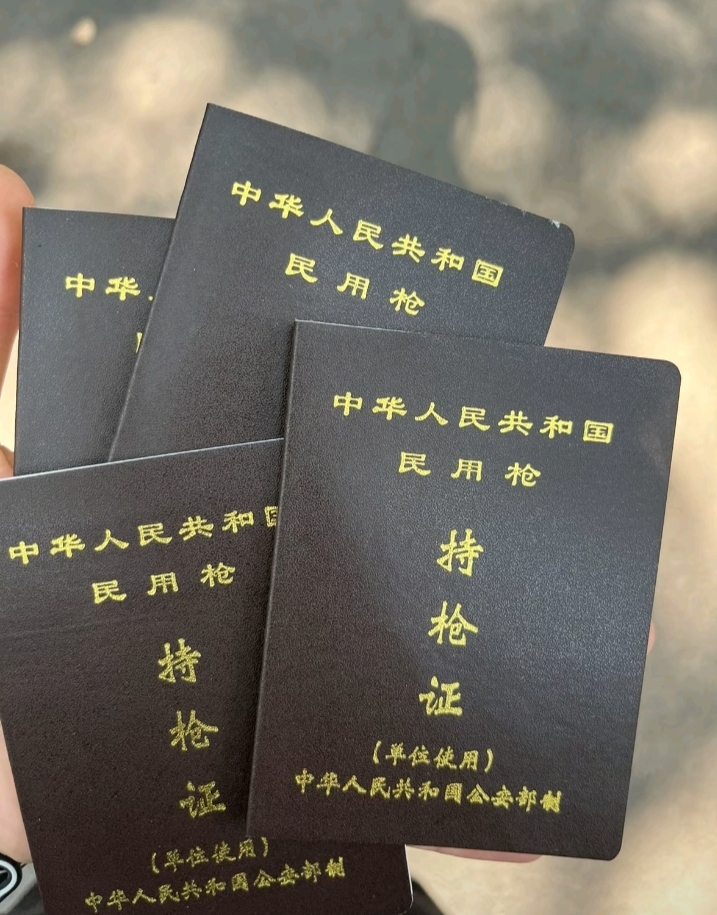 中华人民共和国
民用枪
中华
中华人民共和国
民用枪
持
枪
证
(单位使用)
中华人民共和国公安部制
中华人民共和国
民用枪
持
枪
证
(单位使用)
中华人民共和国公安部制